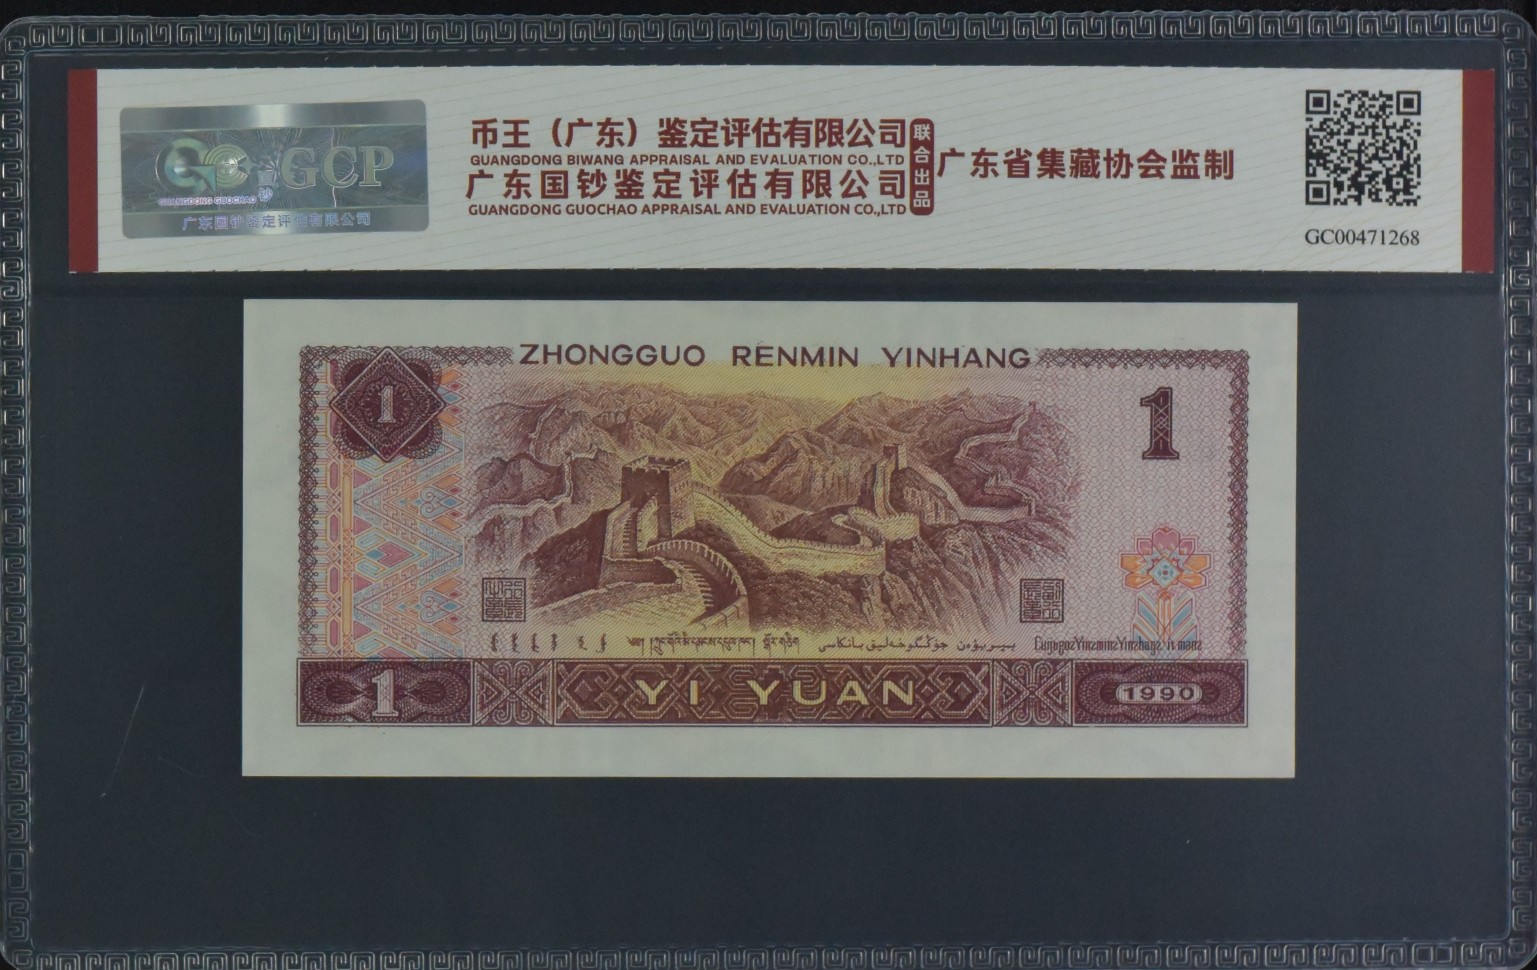 GCP
GUANGDONG GUOCHAO 钞
广东国钞鉴定评估有限公司
币王（广东）鉴定评估有限公司
GUANGDONG BIWANG APPRAISAL AND EVALUATION CO.,LTD
广东国钞鉴定评估有限公司
GUANGDONG GUOCHAO APPRAISAL AND EVALUATION CO.,LTD
联合出品
广东省集藏协会监制
GC00471268
ZHONGGUO RENMIN YINHANG
1
1
1
YI YUAN
1990